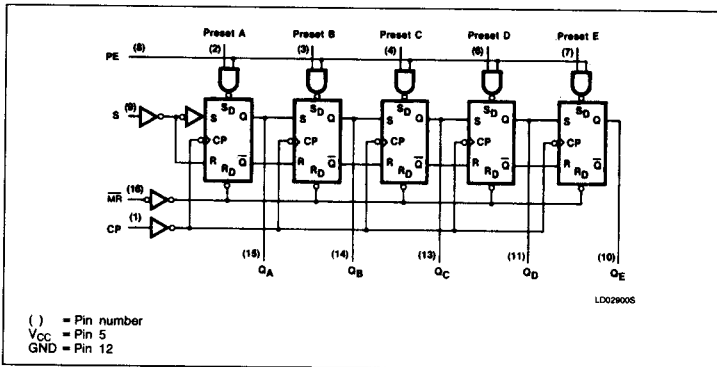 Preset A Preset B Preset C Preset D Preset E
PE (8) (2) (3) (4) (6) (7)
S (9) S SD Q S SD Q S SD Q S SD Q S SD Q
CP CP CP CP CP
R RD Q̅ R RD Q̅ R RD Q̅ R RD Q̅ R RD Q̅
M̅R̅ (16)
CP (1)
(15) (14) (13) (11) (10)
QA QB QC QD QE
LD02900S
( ) = Pin number
VCC = Pin 5
GND = Pin 12